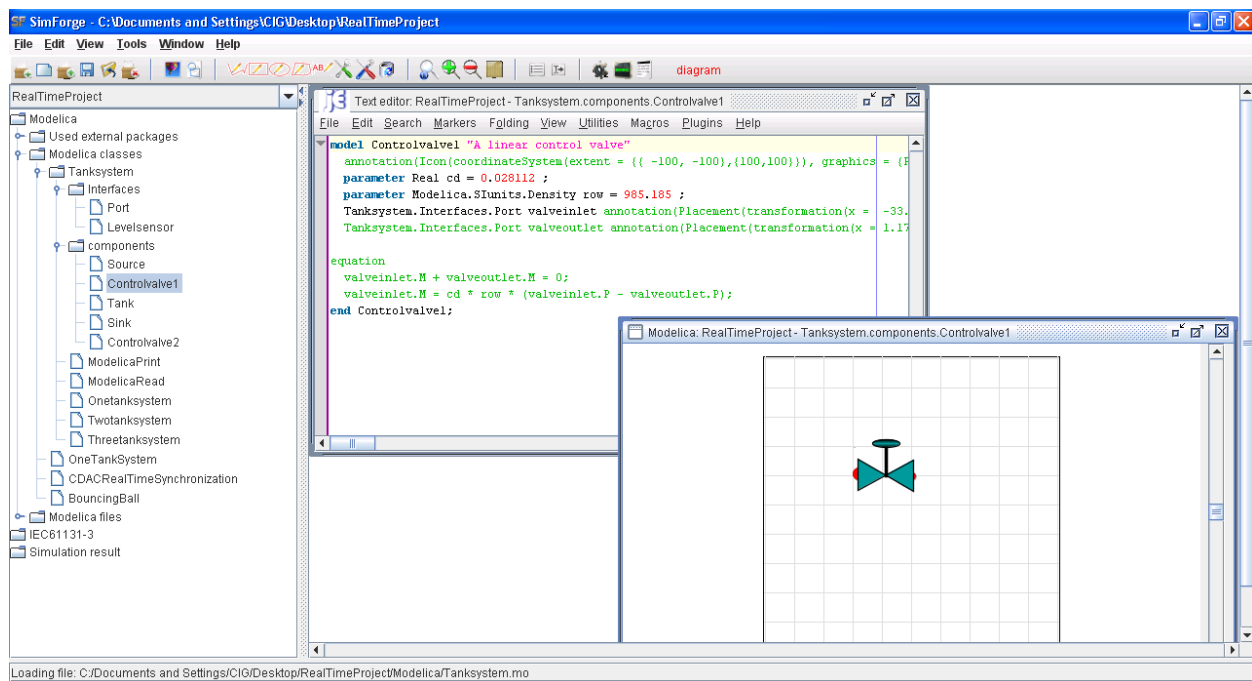 SF SimForge - C:\Documents and Settings\CIG\Desktop\RealTimeProject
File Edit View Tools Window Help
diagram
RealTimeProject
Modelica
Used external packages
Modelica classes
Tanksystem
Interfaces
Port
Levelsensor
components
Source
Controlvalve1
Tank
Sink
Controlvalve2
ModelicaPrint
ModelicaRead
Onetanksystem
Twotanksystem
Threetanksystem
OneTankSystem
CDACRealTimeSynchronization
BouncingBall
Modelica files
IEC61131-3
Simulation result
Text editor: RealTimeProject - Tanksystem.components.Controlvalve1
File Edit Search Markers Folding View Utilities Macros Plugins Help
model Controlvalve1 "A linear control valve"
annotation(Icon(coordinateSystem(extent = {{ -100, -100},{100,100}}), graphics = {
parameter Real cd = 0.028112 ;
parameter Modelica.SIunits.Density row = 985.185 ;
Tanksystem.Interfaces.Port valveinlet annotation(Placement(transformation(x = -33.
Tanksystem.Interfaces.Port valveoutlet annotation(Placement(transformation(x = 1.17
equation
valveinlet.M + valveoutlet.M = 0;
valveinlet.M = cd * row * (valveinlet.P - valveoutlet.P);
end Controlvalve1;
Modelica: RealTimeProject - Tanksystem.components.Controlvalve1
Loading file: C:/Documents and Settings/CIG/Desktop/RealTimeProject/Modelica/Tanksystem.mo